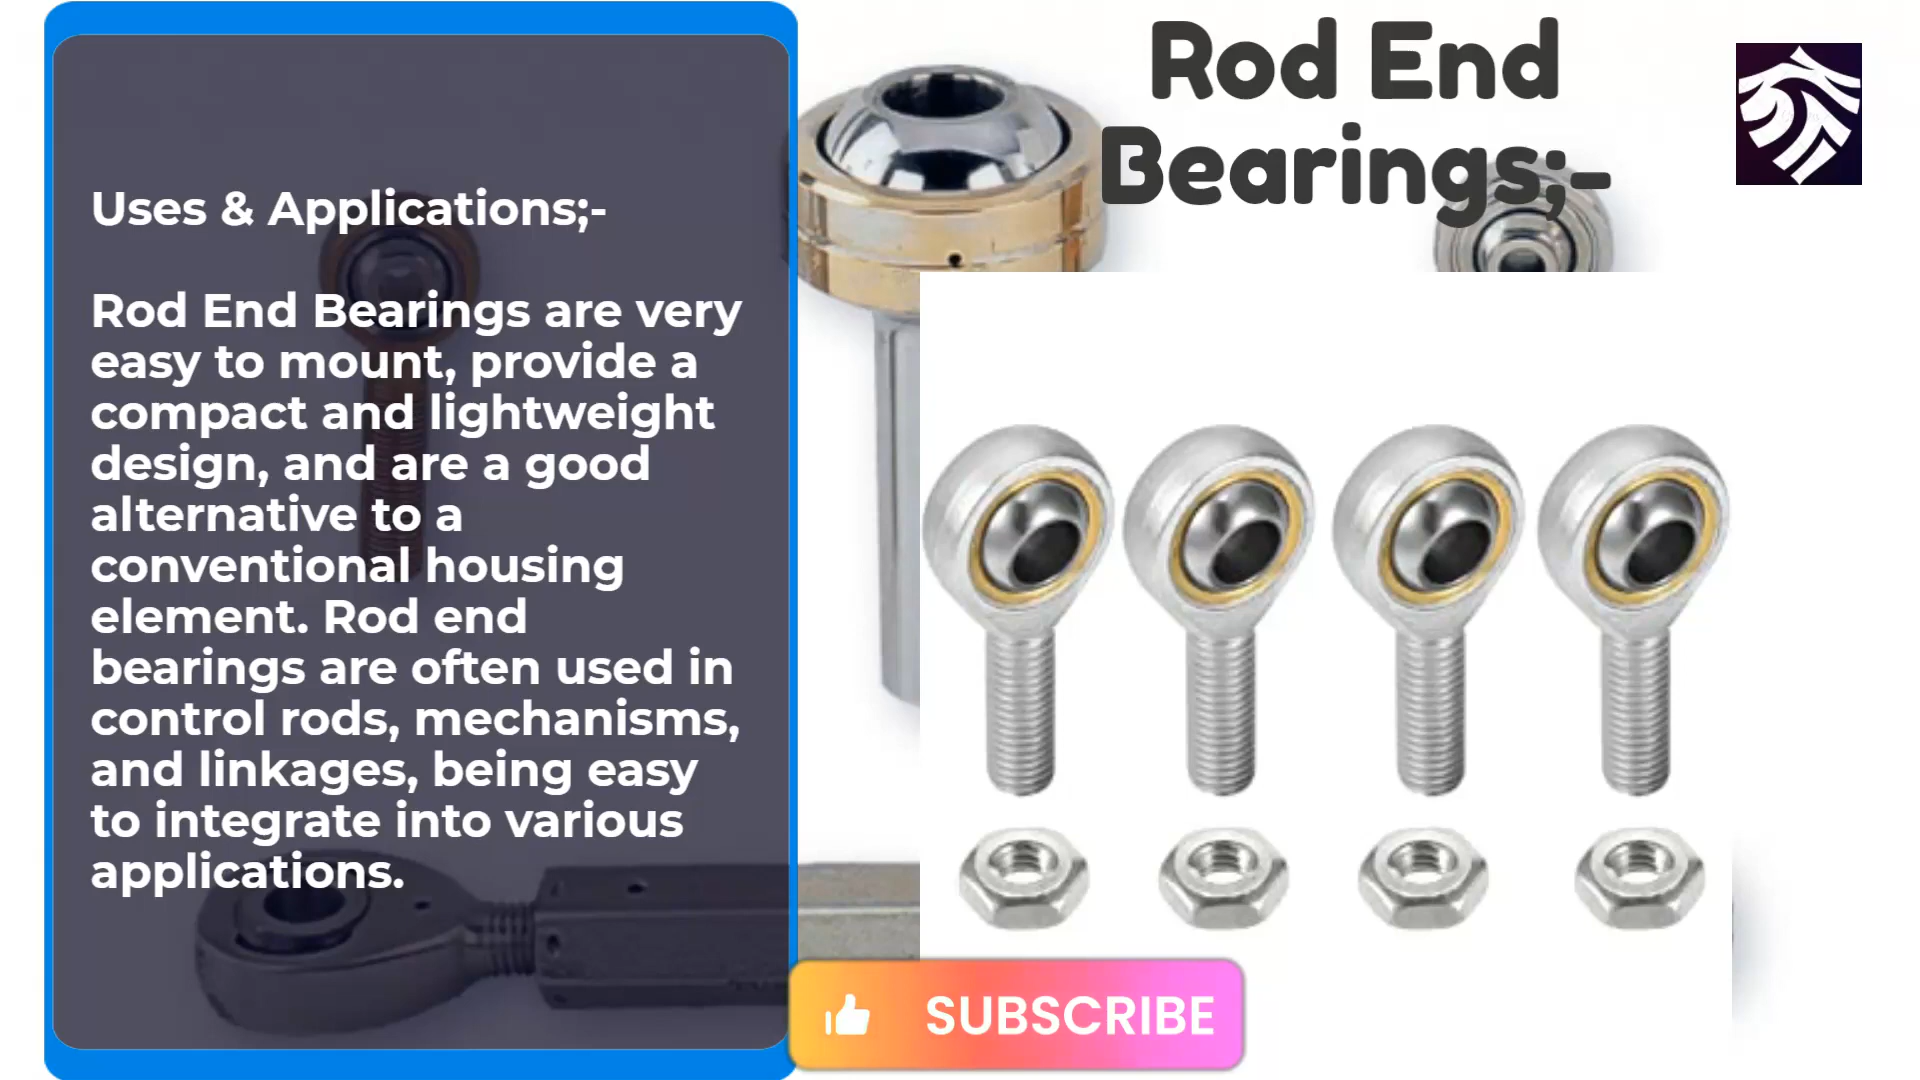 Rod End
Bearings;-
Uses & Applications;-
Rod End Bearings are very
easy to mount, provide a
compact and lightweight
design, and are a good
alternative to a
conventional housing
element. Rod end
bearings are often used in
control rods, mechanisms,
and linkages, being easy
to integrate into various
applications.
SUBSCRIBE